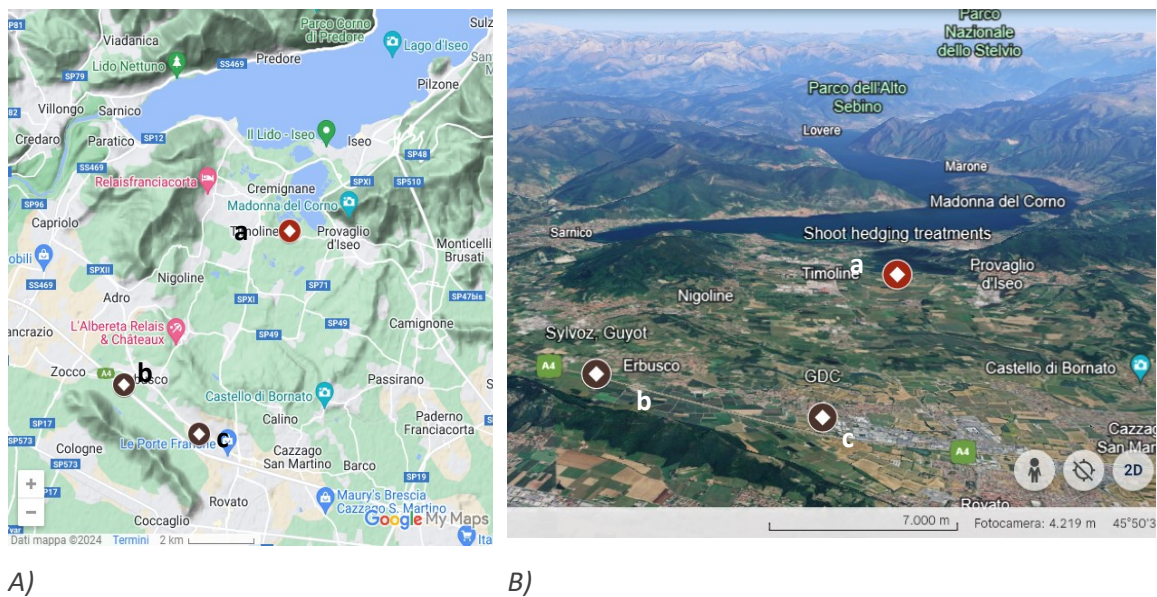 Parco Corno
di Predore
Sulz
SP81
Viadanica
Lago d'Iseo
Lido Nettuno
SS469
Predore
SP79
Pilzone
Villongo
Sarnico
Credaro
Paratico
SP12
Il Lido - Iseo
Iseo
SP48
SS469
Relaisfranciacorta
SPXI
SP510
Cremignane
Madonna del Corno
SP96
Capriolo
a
Timoline
Provaglio
d'Iseo
Monticelli
Brusati
obili
SPXII
SS469
Nigoline
SP71
Adro
SPXI
SP47bis
ancrazio
L'Albereta Relais
& Châteaux
SP49
SP49
Camignone
Zocco
A4
b
Erbusco
Passirano
Castello di Bornato
SP17
Calino
Paderno
Franciacorta
SP573
Cologne
Le Porte Franche
c
SP573
Cazzago
San Martino
Barco
SP19
SP17
Rovato
Maury's Brescia
Cazzago S. Martino
Coccaglio
Google My Maps
Dati mappa ©2024 Termini 2 km
Ita
A)
Parco
Nazionale
dello Stelvio
Parco dell'Alto
Sebino
Lovere
Marone
Madonna del Corno
Sarnico
Shoot hedging treatments
a
Timoline
Provaglio
d'Iseo
Nigoline
Sylvoz, Guyot
A4
Erbusco
GDC
Castello di Bornato
b
c
A4
Cazzag
San Mar
2D
Rovato
7.000 m
Fotocamera: 4.219 m
45°50'3
B)